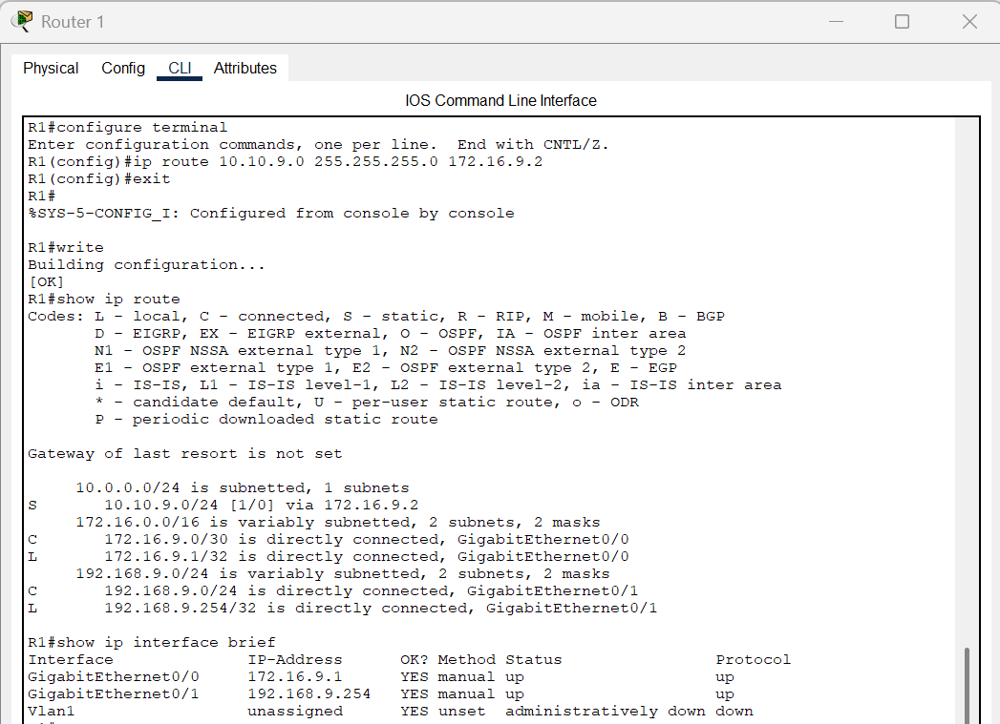 Router 1
Physical Config CLI Attributes
IOS Command Line Interface
R1#configure terminal
Enter configuration commands, one per line.  End with CNTL/Z.
R1(config)#ip route 10.10.9.0 255.255.255.0 172.16.9.2
R1(config)#exit
R1#
%SYS-5-CONFIG_I: Configured from console by console
R1#write
Building configuration...
[OK]
R1#show ip route
Codes: L - local, C - connected, S - static, R - RIP, M - mobile, B - BGP
       D - EIGRP, EX - EIGRP external, O - OSPF, IA - OSPF inter area
       N1 - OSPF NSSA external type 1, N2 - OSPF NSSA external type 2
       E1 - OSPF external type 1, E2 - OSPF external type 2, E - EGP
       i - IS-IS, L1 - IS-IS level-1, L2 - IS-IS level-2, ia - IS-IS inter area
       * - candidate default, U - per-user static route, o - ODR
       P - periodic downloaded static route
Gateway of last resort is not set
     10.0.0.0/24 is subnetted, 1 subnets
S       10.10.9.0/24 [1/0] via 172.16.9.2
     172.16.0.0/16 is variably subnetted, 2 subnets, 2 masks
C       172.16.9.0/30 is directly connected, GigabitEthernet0/0
L       172.16.9.1/32 is directly connected, GigabitEthernet0/0
     192.168.9.0/24 is variably subnetted, 2 subnets, 2 masks
C       192.168.9.0/24 is directly connected, GigabitEthernet0/1
L       192.168.9.254/32 is directly connected, GigabitEthernet0/1
R1#show ip interface brief
Interface              IP-Address      OK? Method Status                Protocol
GigabitEthernet0/0     172.16.9.1      YES manual up                    up
GigabitEthernet0/1     192.168.9.254   YES manual up                    up
Vlan1                  unassigned      YES unset  administratively down down